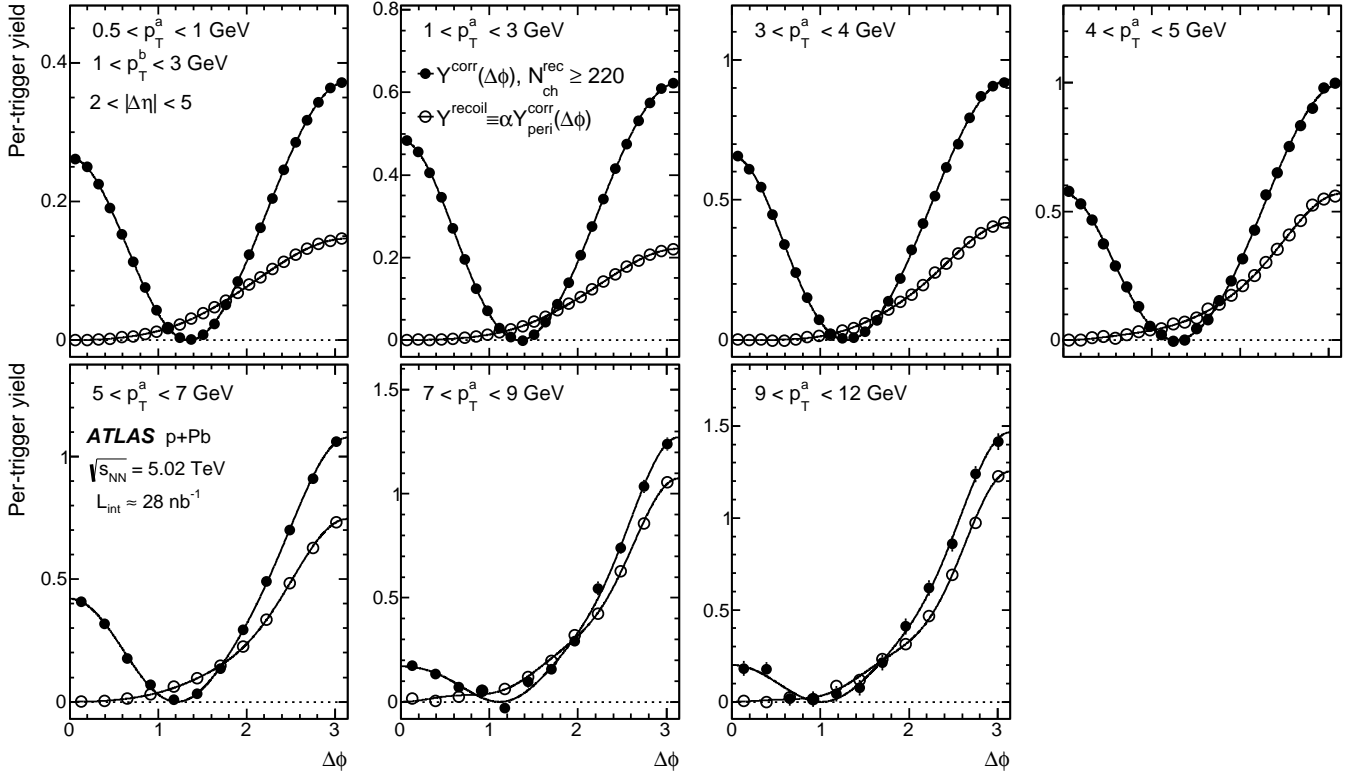 Per-trigger yield
0.5 < p_T^a < 1 GeV
1 < p_T^b < 3 GeV
2 < |Δη| < 5
0.4
0.2
0
1 < p_T^a < 3 GeV
Y^corr(Δϕ), N_ch^rec ≥ 220
Y^recoil≡αY_peri^corr(Δϕ)
0.8
0.6
0.4
0.2
0
3 < p_T^a < 4 GeV
1
0.5
0
4 < p_T^a < 5 GeV
1
0.5
0
Per-trigger yield
5 < p_T^a < 7 GeV
ATLAS p+Pb
√s_NN = 5.02 TeV
L_int ≈ 28 nb^-1
1
0.5
0
0 1 2 3
Δϕ
7 < p_T^a < 9 GeV
1.5
1
0.5
0
0 1 2 3
Δϕ
9 < p_T^a < 12 GeV
1.5
1
0.5
0
0 1 2 3
Δϕ